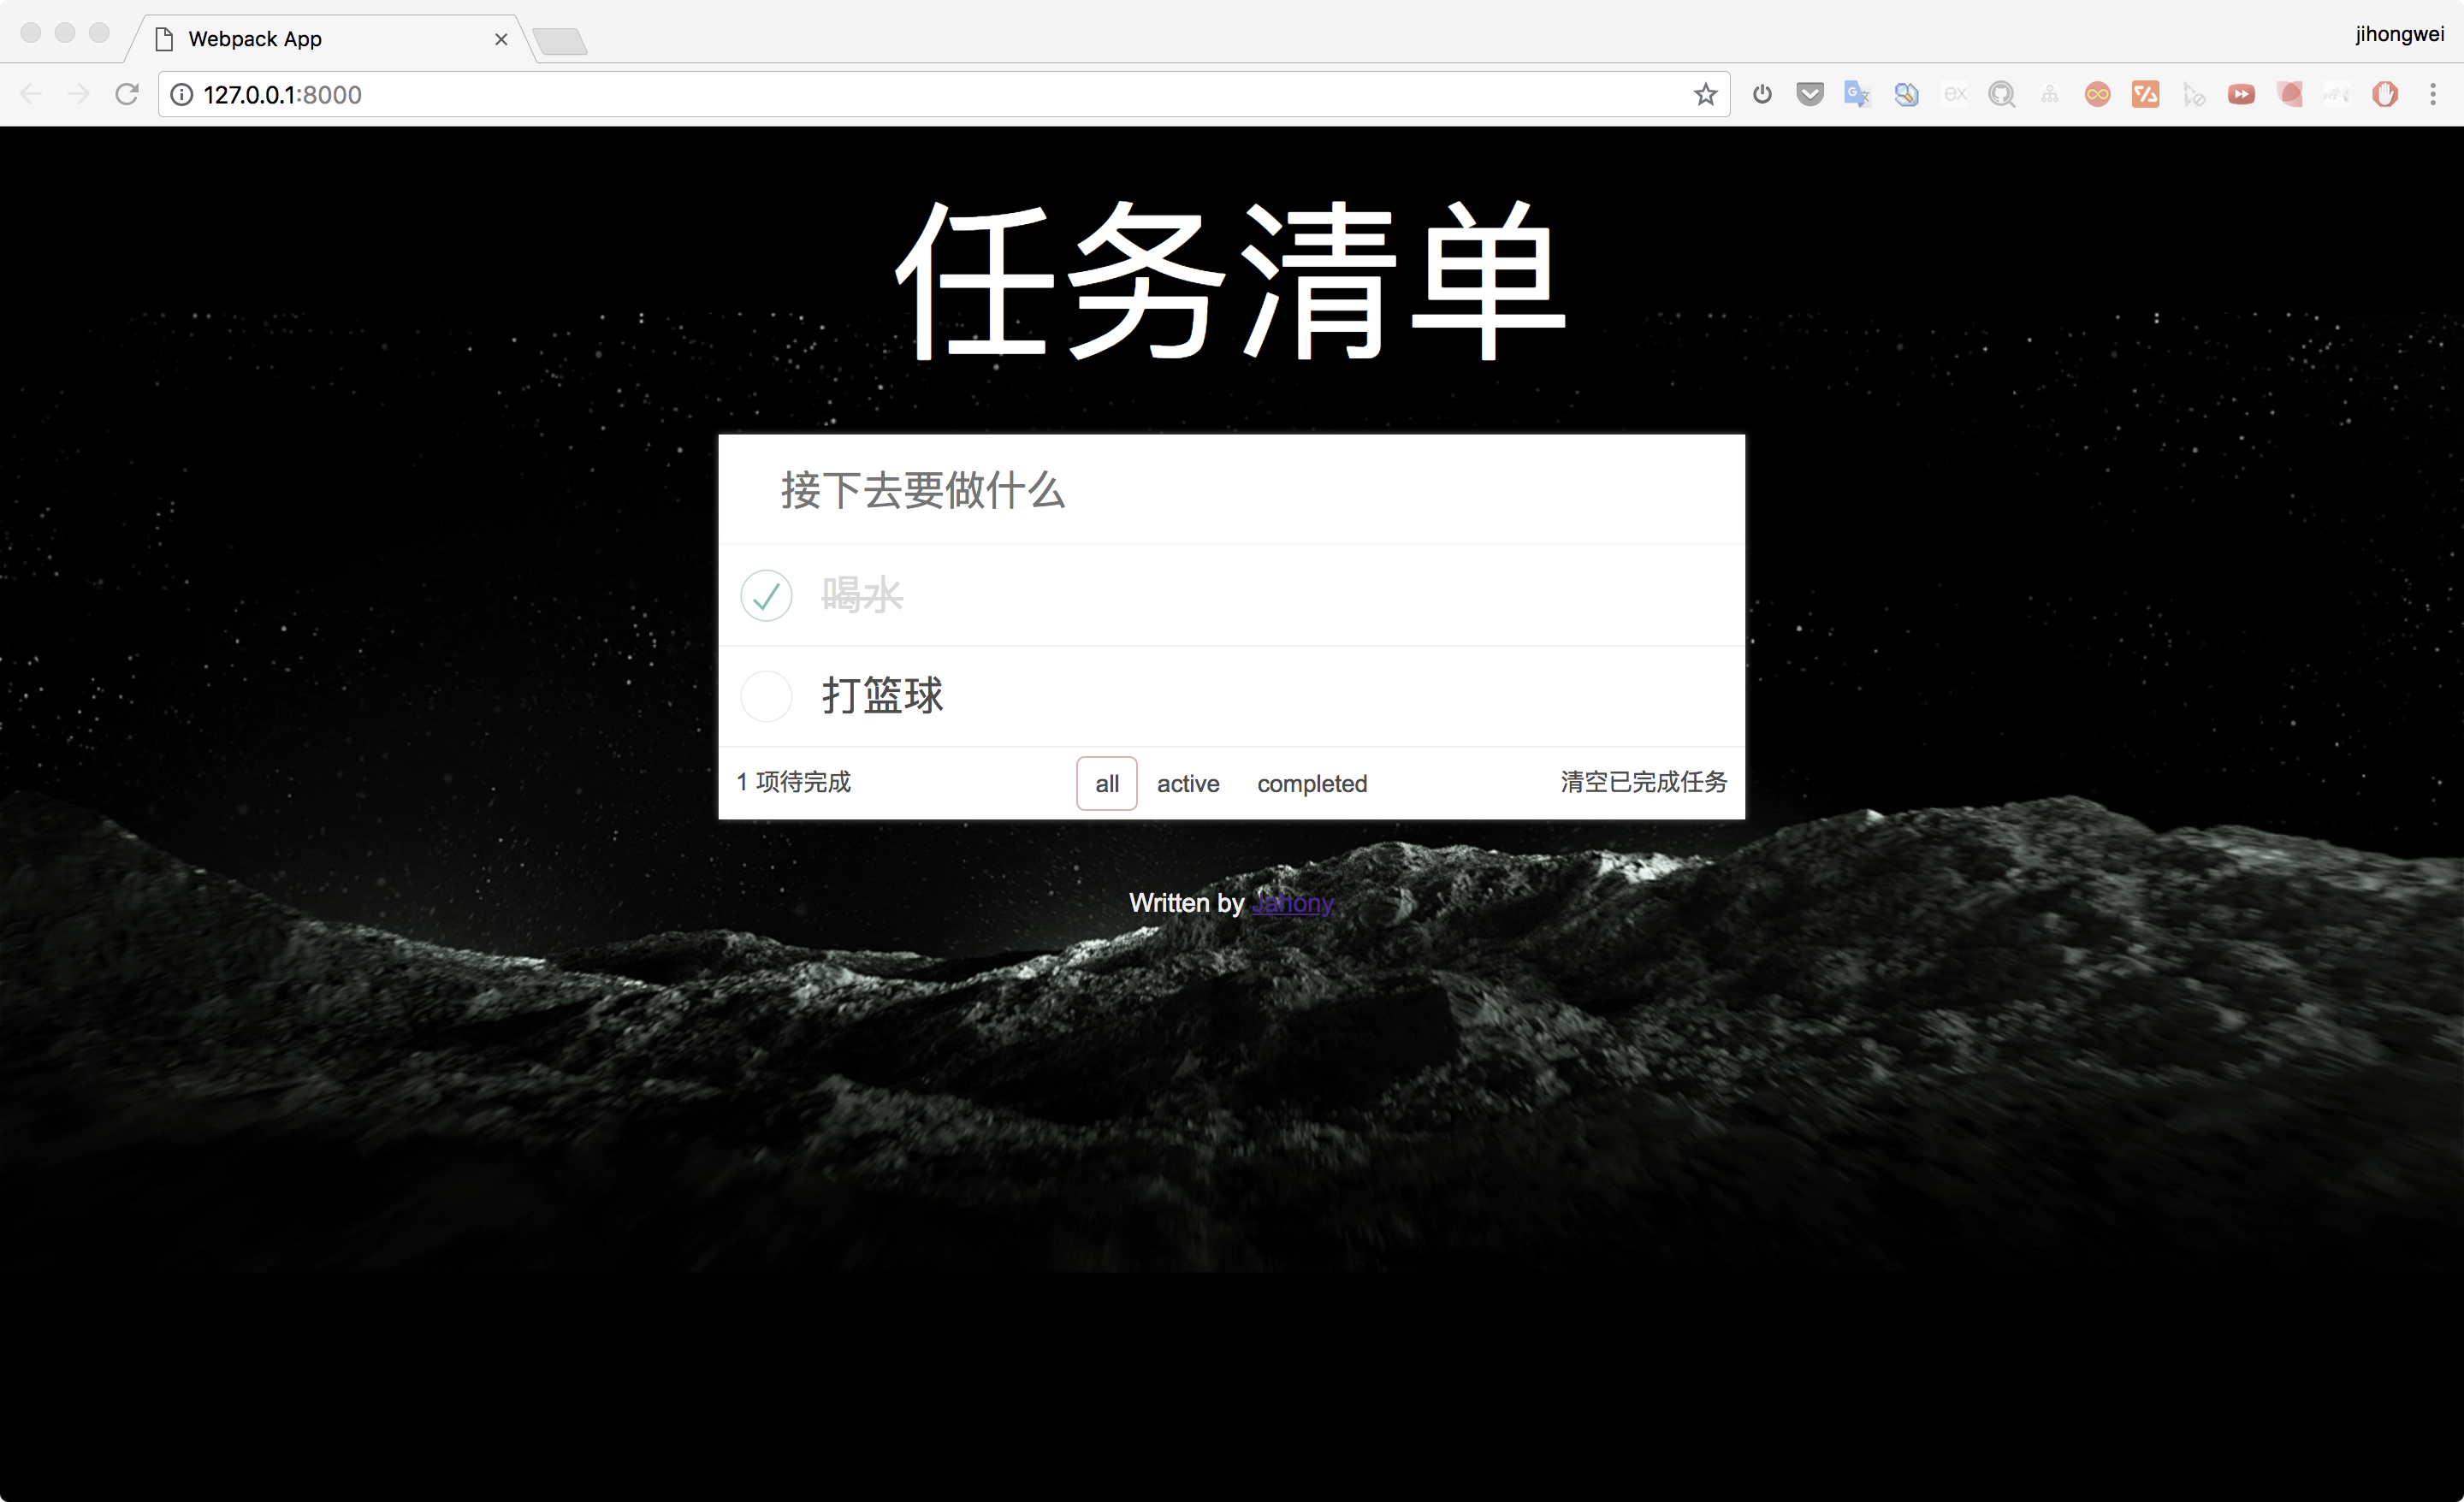 Webpack App
jihongwei
127.0.0.1:8000
任务清单
接下去要做什么
喝水
打篮球
1 项待完成 all active completed 清空已完成任务
Written by Jahony